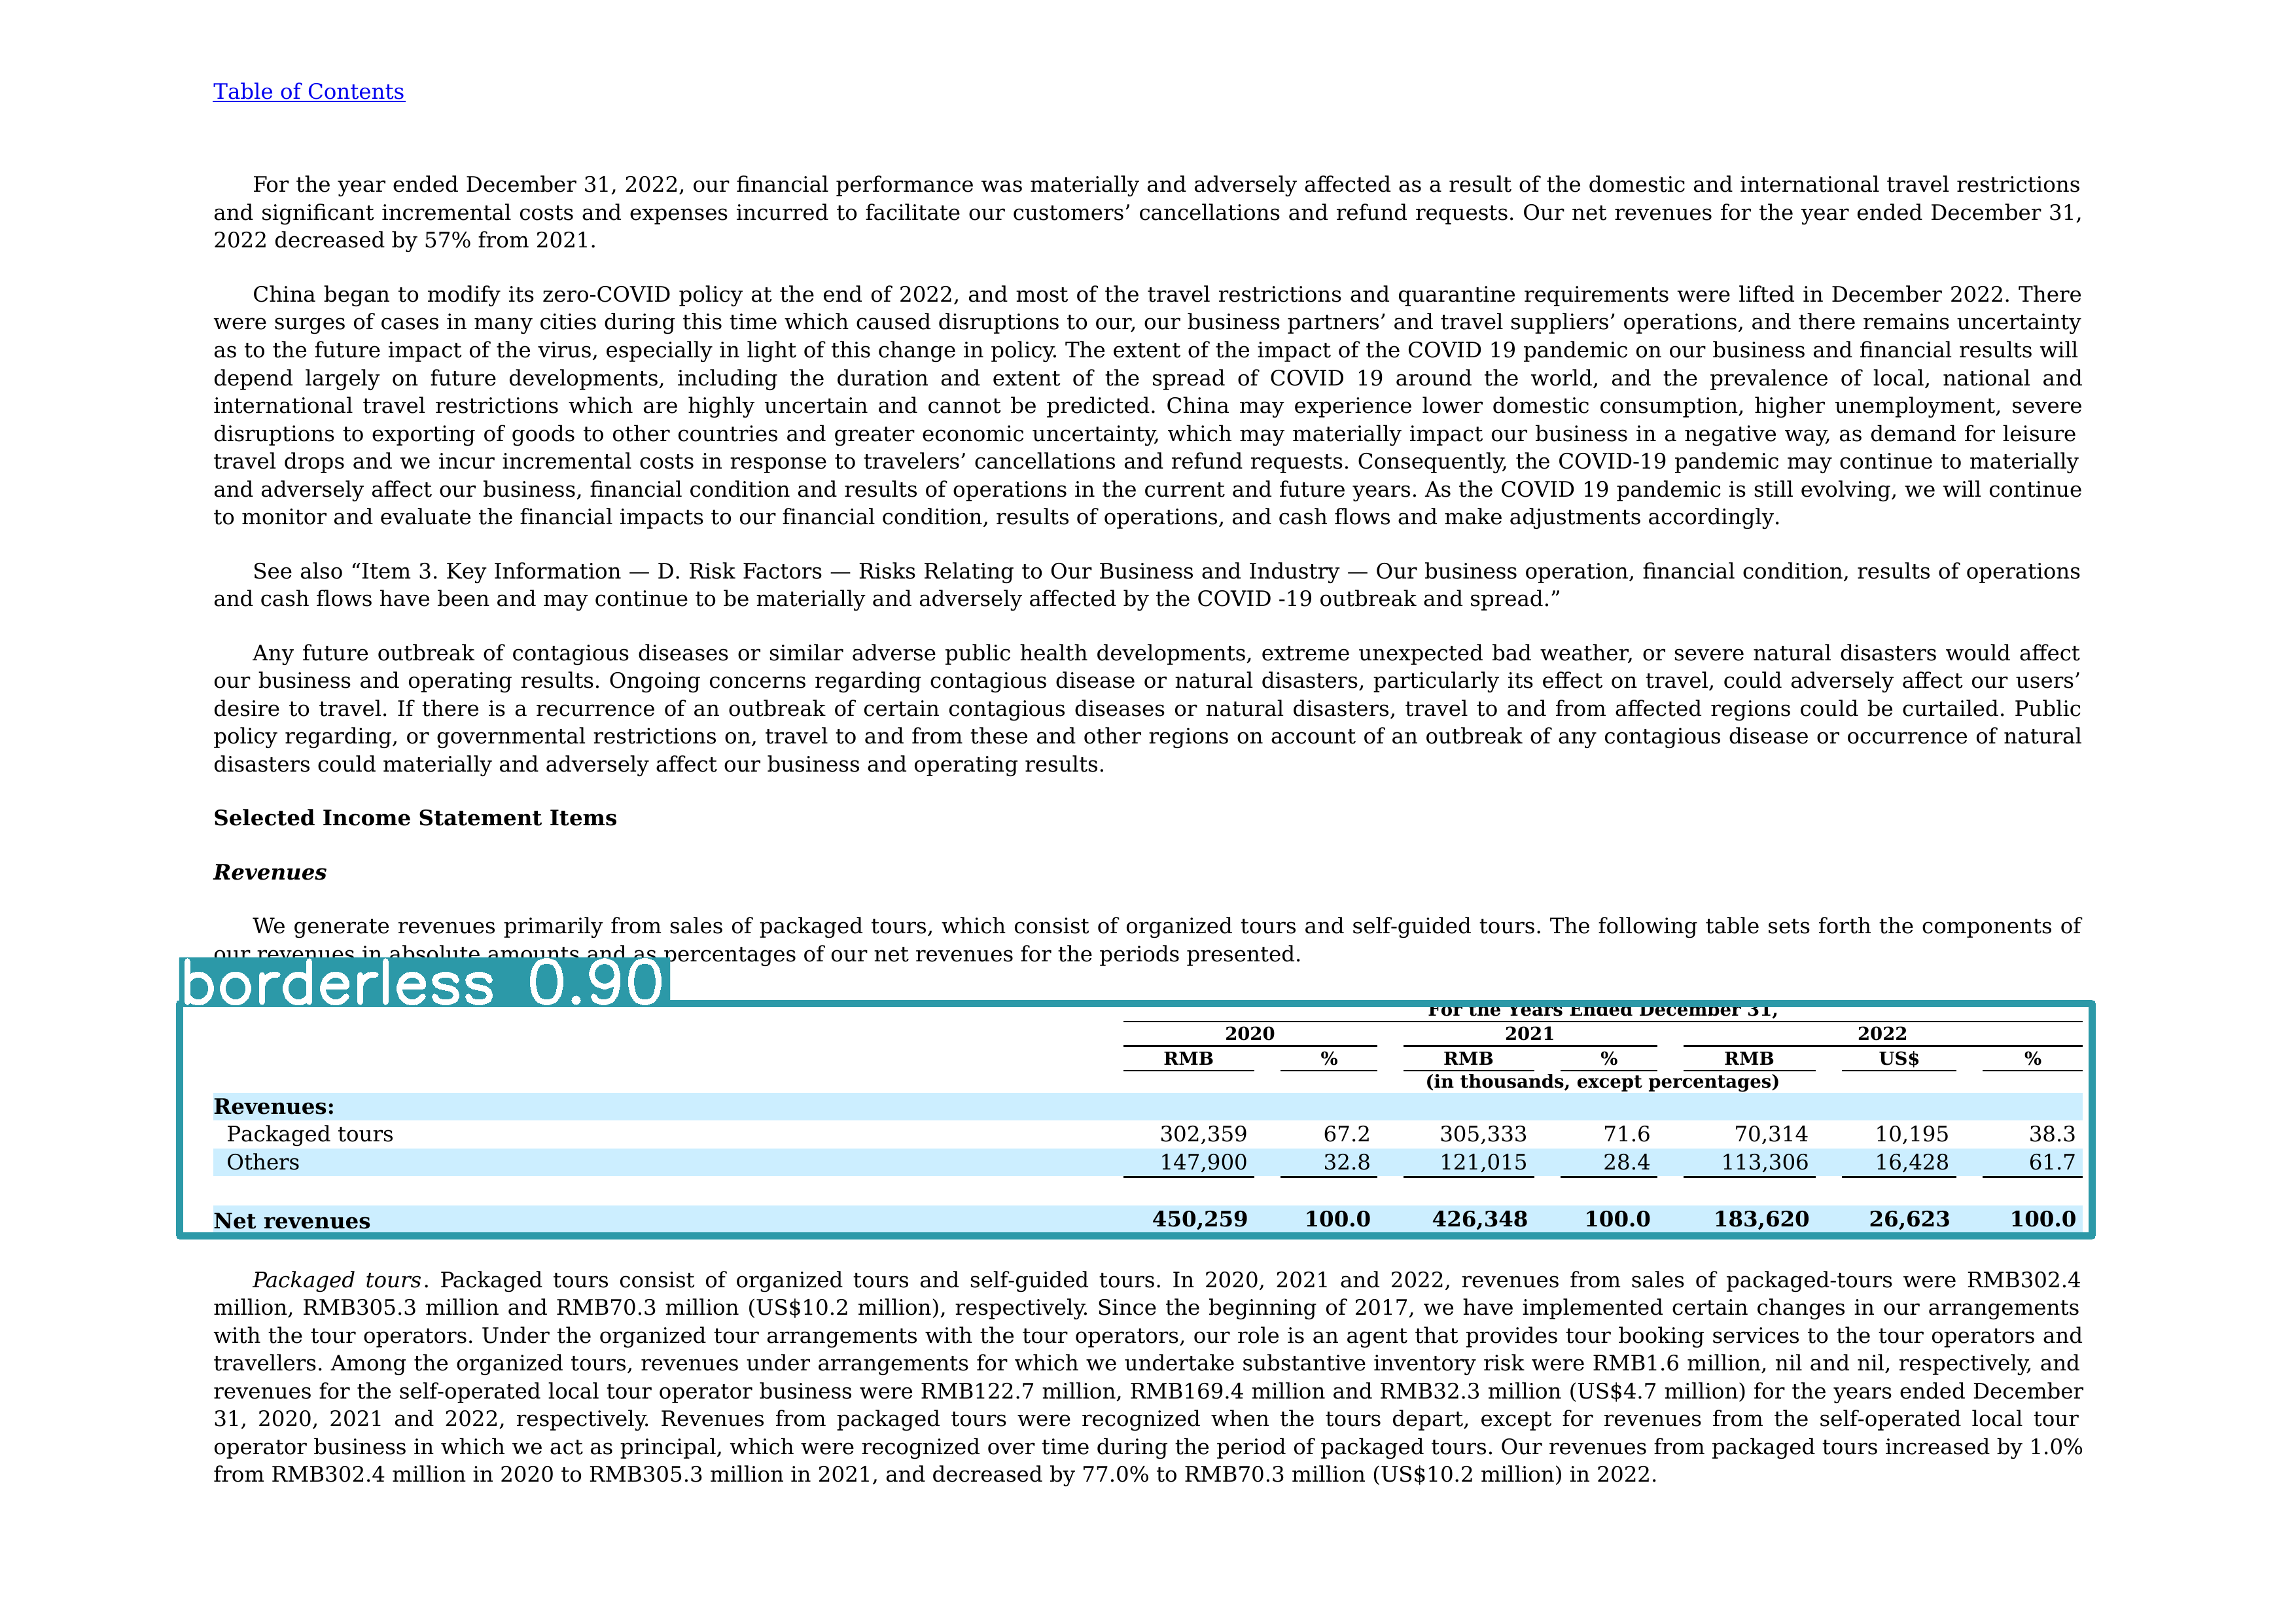 Table of Contents
For the year ended December 31, 2022, our financial performance was materially and adversely affected as a result of the domestic and international travel restrictions
and significant incremental costs and expenses incurred to facilitate our customers’ cancellations and refund requests. Our net revenues for the year ended December 31,
2022 decreased by 57% from 2021.
China began to modify its zero-COVID policy at the end of 2022, and most of the travel restrictions and quarantine requirements were lifted in December 2022. There
were surges of cases in many cities during this time which caused disruptions to our, our business partners’ and travel suppliers’ operations, and there remains uncertainty
as to the future impact of the virus, especially in light of this change in policy. The extent of the impact of the COVID 19 pandemic on our business and financial results will
depend largely on future developments, including the duration and extent of the spread of COVID 19 around the world, and the prevalence of local, national and
international travel restrictions which are highly uncertain and cannot be predicted. China may experience lower domestic consumption, higher unemployment, severe
disruptions to exporting of goods to other countries and greater economic uncertainty, which may materially impact our business in a negative way, as demand for leisure
travel drops and we incur incremental costs in response to travelers’ cancellations and refund requests. Consequently, the COVID-19 pandemic may continue to materially
and adversely affect our business, financial condition and results of operations in the current and future years. As the COVID 19 pandemic is still evolving, we will continue
to monitor and evaluate the financial impacts to our financial condition, results of operations, and cash flows and make adjustments accordingly.
See also “Item 3. Key Information — D. Risk Factors — Risks Relating to Our Business and Industry — Our business operation, financial condition, results of operations
and cash flows have been and may continue to be materially and adversely affected by the COVID -19 outbreak and spread.”
Any future outbreak of contagious diseases or similar adverse public health developments, extreme unexpected bad weather, or severe natural disasters would affect
our business and operating results. Ongoing concerns regarding contagious disease or natural disasters, particularly its effect on travel, could adversely affect our users’
desire to travel. If there is a recurrence of an outbreak of certain contagious diseases or natural disasters, travel to and from affected regions could be curtailed. Public
policy regarding, or governmental restrictions on, travel to and from these and other regions on account of an outbreak of any contagious disease or occurrence of natural
disasters could materially and adversely affect our business and operating results.
Selected Income Statement Items
Revenues
We generate revenues primarily from sales of packaged tours, which consist of organized tours and self-guided tours. The following table sets forth the components of
our revenues in absolute amounts and as percentages of our net revenues for the periods presented.
borderless 0.90
For the Years Ended December 31,
2020 2021 2022
RMB % RMB % RMB US$ %
(in thousands, except percentages)
Revenues:
Packaged tours 302,359 67.2 305,333 71.6 70,314 10,195 38.3
Others 147,900 32.8 121,015 28.4 113,306 16,428 61.7
Net revenues 450,259 100.0 426,348 100.0 183,620 26,623 100.0
Packaged tours. Packaged tours consist of organized tours and self-guided tours. In 2020, 2021 and 2022, revenues from sales of packaged-tours were RMB302.4
million, RMB305.3 million and RMB70.3 million (US$10.2 million), respectively. Since the beginning of 2017, we have implemented certain changes in our arrangements
with the tour operators. Under the organized tour arrangements with the tour operators, our role is an agent that provides tour booking services to the tour operators and
travellers. Among the organized tours, revenues under arrangements for which we undertake substantive inventory risk were RMB1.6 million, nil and nil, respectively, and
revenues for the self-operated local tour operator business were RMB122.7 million, RMB169.4 million and RMB32.3 million (US$4.7 million) for the years ended December
31, 2020, 2021 and 2022, respectively. Revenues from packaged tours were recognized when the tours depart, except for revenues from the self-operated local tour
operator business in which we act as principal, which were recognized over time during the period of packaged tours. Our revenues from packaged tours increased by 1.0%
from RMB302.4 million in 2020 to RMB305.3 million in 2021, and decreased by 77.0% to RMB70.3 million (US$10.2 million) in 2022.